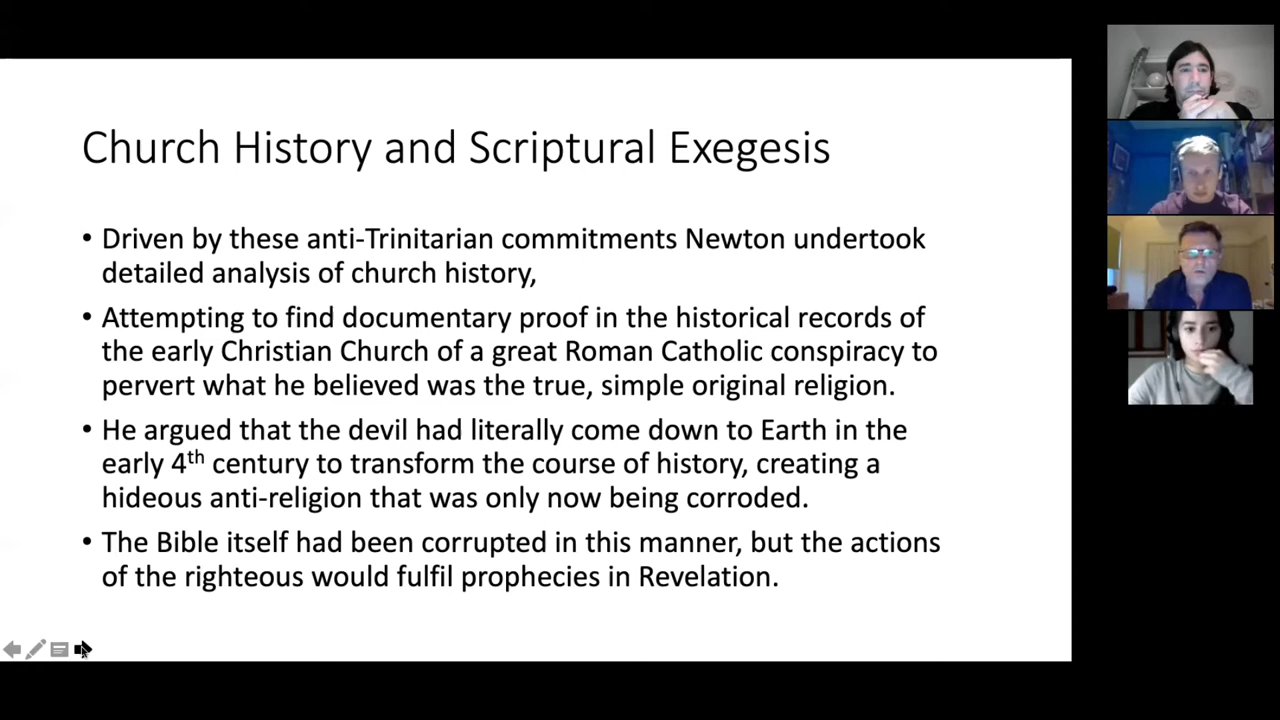 Church History and Scriptural Exegesis
• Driven by these anti-Trinitarian commitments Newton undertook
detailed analysis of church history,
• Attempting to find documentary proof in the historical records of
the early Christian Church of a great Roman Catholic conspiracy to
pervert what he believed was the true, simple original religion.
• He argued that the devil had literally come down to Earth in the
early 4th century to transform the course of history, creating a
hideous anti-religion that was only now being corroded.
• The Bible itself had been corrupted in this manner, but the actions
of the righteous would fulfil prophecies in Revelation.